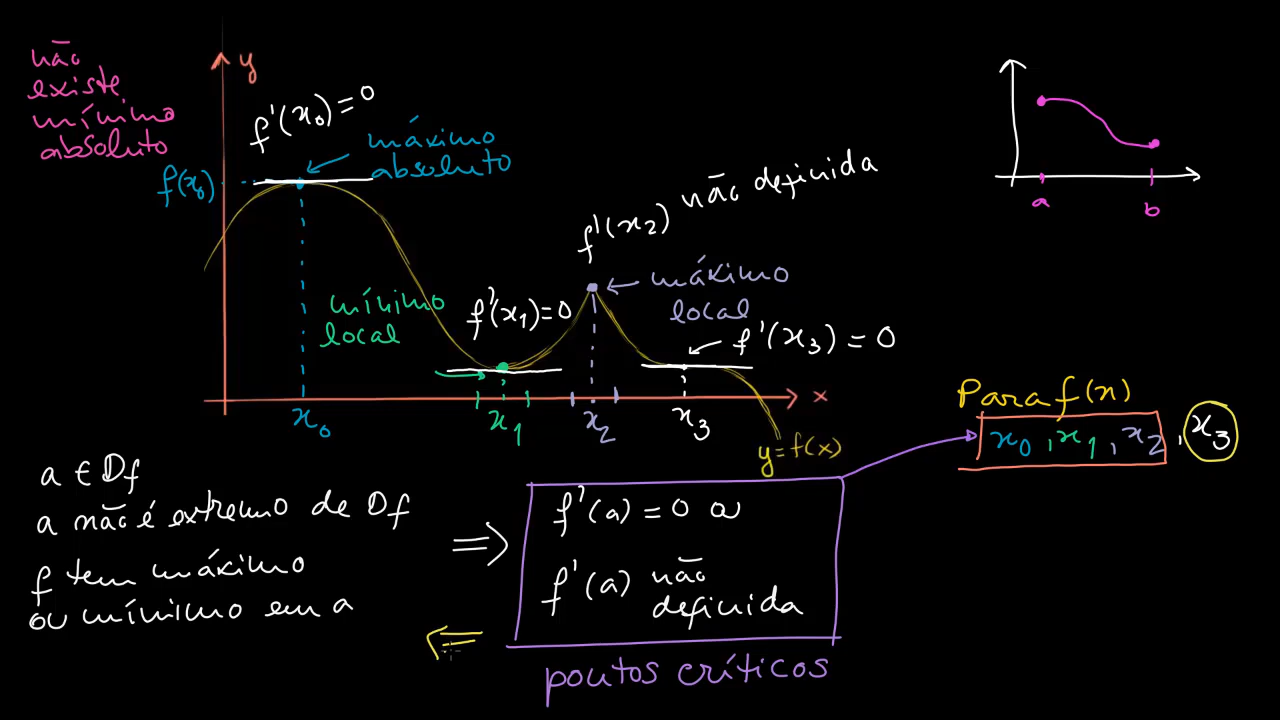 não
existe
mínimo
absoluto
y
f'(x₀)=0
máximo
absoluto
f(x₀)
f'(x₂) não definida
máximo
local
mínimo
local
f'(x₁)=0
f'(x₃)=0
x
x₀
x₁
x₂
x₃
y=f(x)
a
b
Para f(x)
x₀, x₁, x₂, x₃
a ∈ Df
a não é extremo de Df
f tem máximo
ou mínimo em a
⇒
f'(a)=0 ou
f'(a) não
definida
⇐
pontos críticos